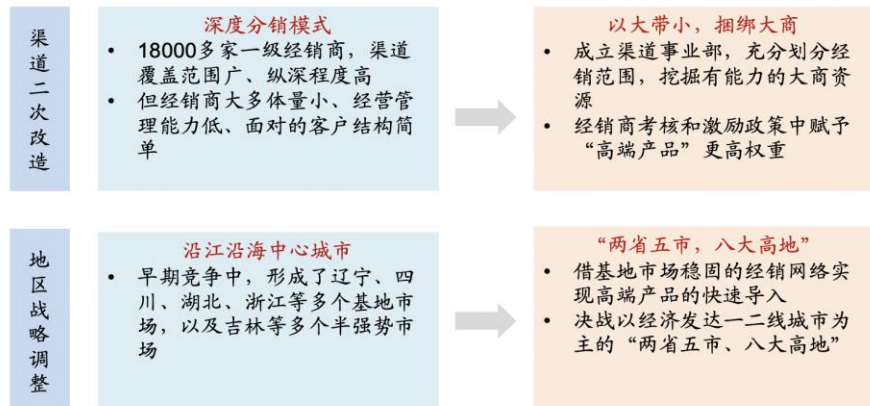 渠道二次改造
深度分销模式
• 18000多家一级经销商，渠道
覆盖范围广、纵深程度高
• 但经销商大多体量小、经营管
理能力低、面对的客户结构简
单
以大带小，捆绑大商
• 成立渠道事业部，充分划分经
销范围，挖掘有能力的大商资
源
• 经销商考核和激励政策中赋予
“高端产品”更高权重
地区战略调整
沿江沿海中心城市
• 早期竞争中，形成了辽宁、四
川、湖北、浙江等多个基地市
场，以及吉林等多个半强势市
场
“两省五市，八大高地”
• 借基地市场稳固的经销网络实
现高端产品的快速导入
• 决战以经济发达一二线城市为
主的“两省五市、八大高地”